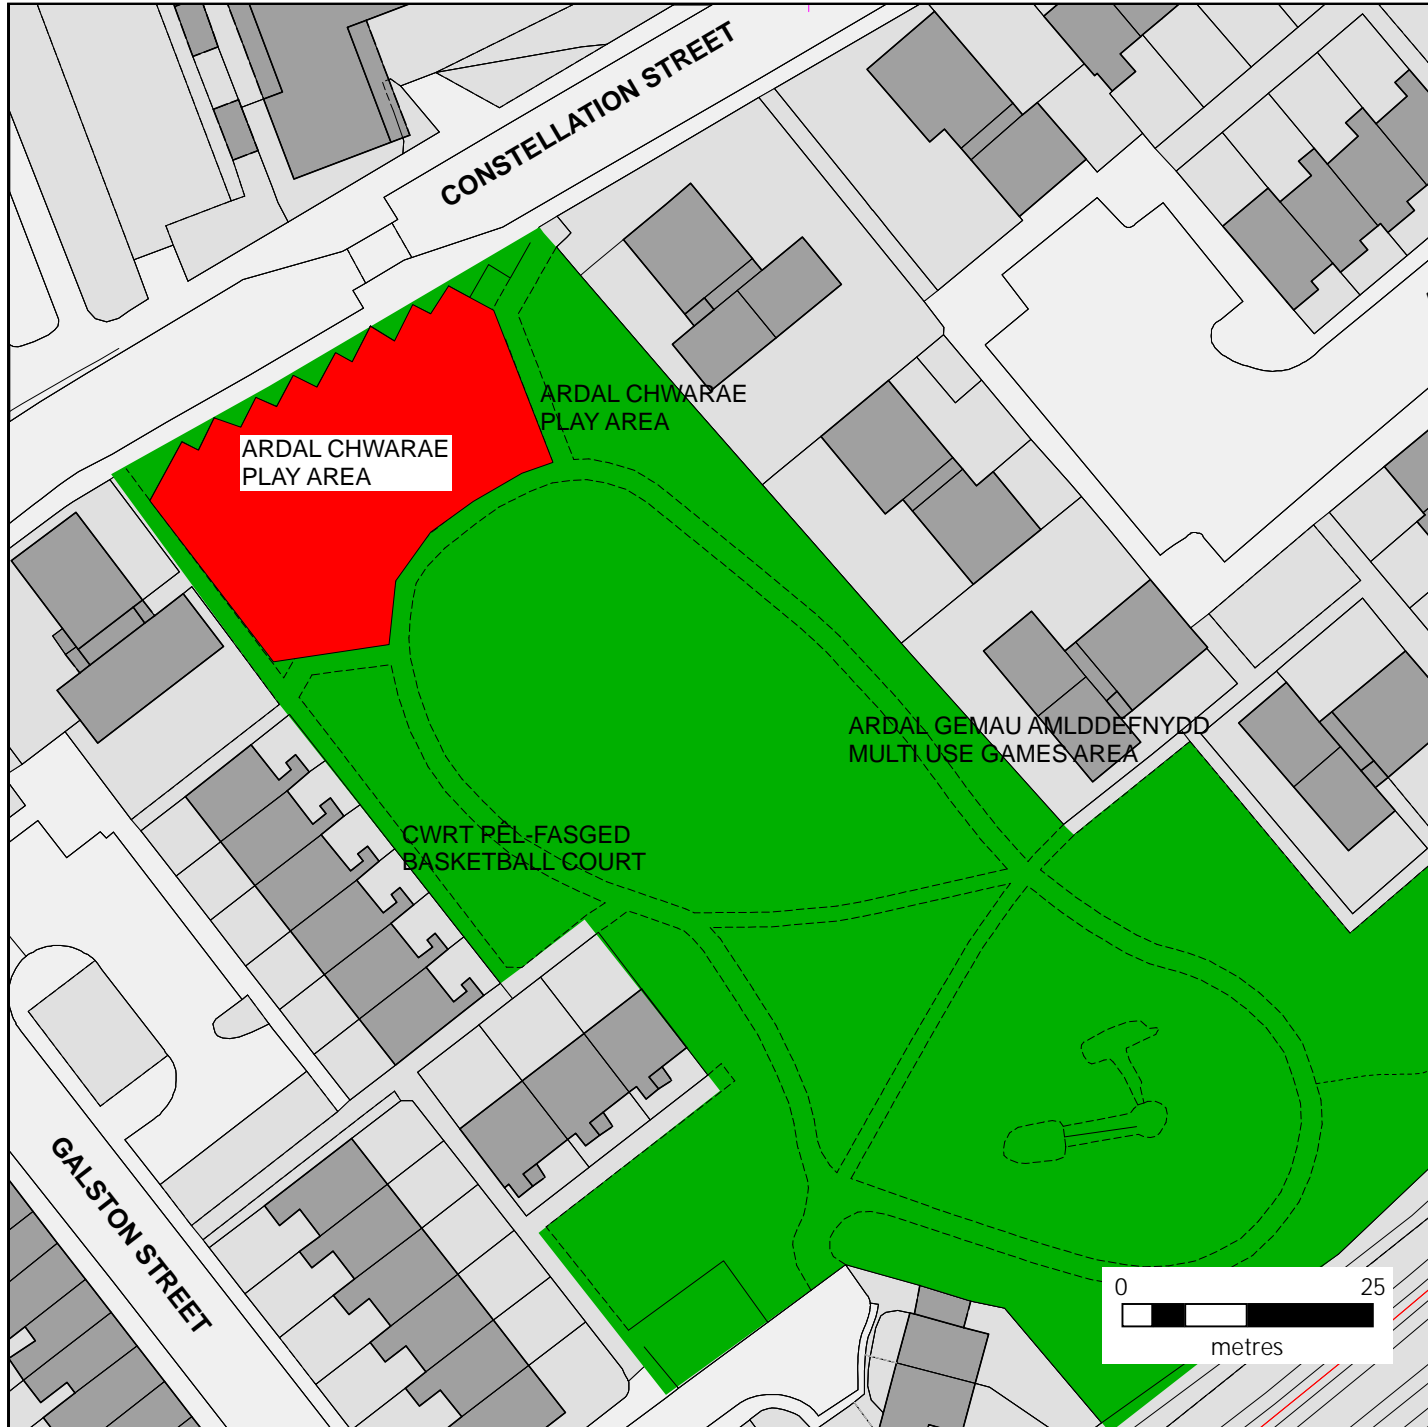 CONSTELLATION STREET
ARDAL CHWARAE
PLAY AREA
ARDAL CHWARAE
PLAY AREA
ARDAL GEMAU AMLDDEFNYDD
MULTI USE GAMES AREA
CWRT PÊL-FASGED
BASKETBALL COURT
GALSTON STREET
0 25
metres